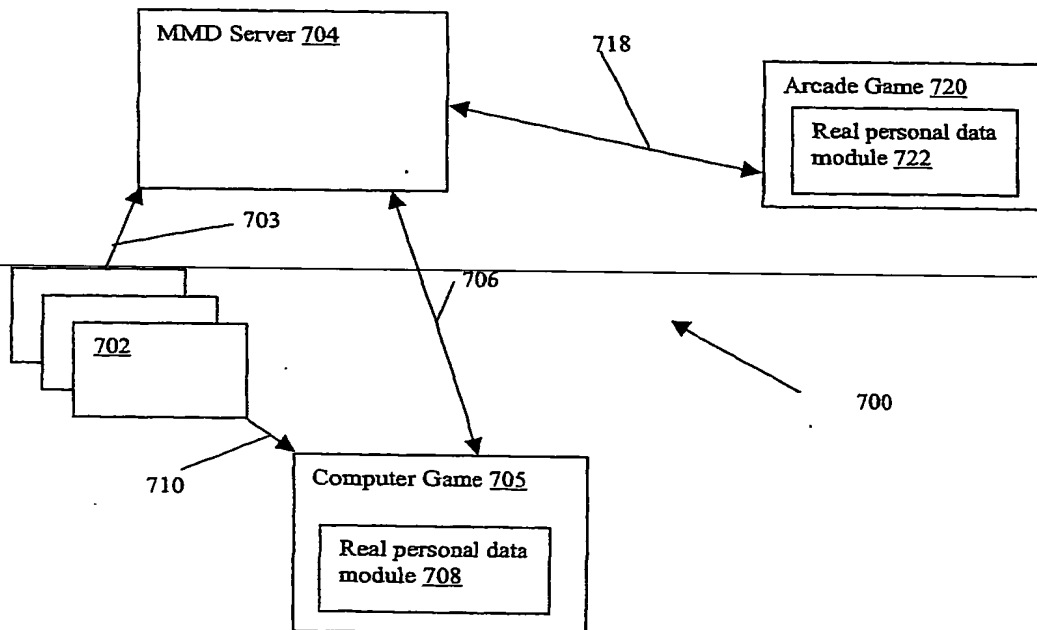 MMD Server 704
718
Arcade Game 720
Real personal data
module 722
703
706
702
700
710
Computer Game 705
Real personal data
module 708